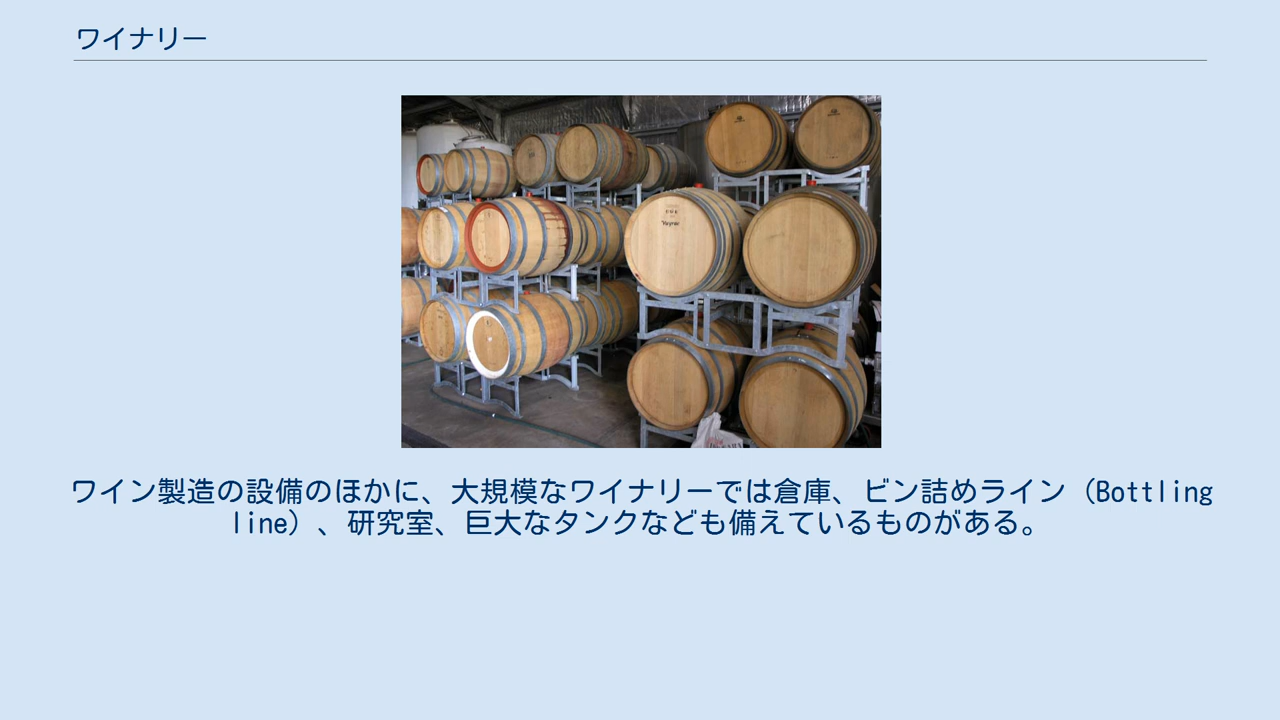 ワイナリー
ワイン製造の設備のほかに、大規模なワイナリーでは倉庫、ビン詰めライン（Bottling
line）、研究室、巨大なタンクなども備えているものがある。